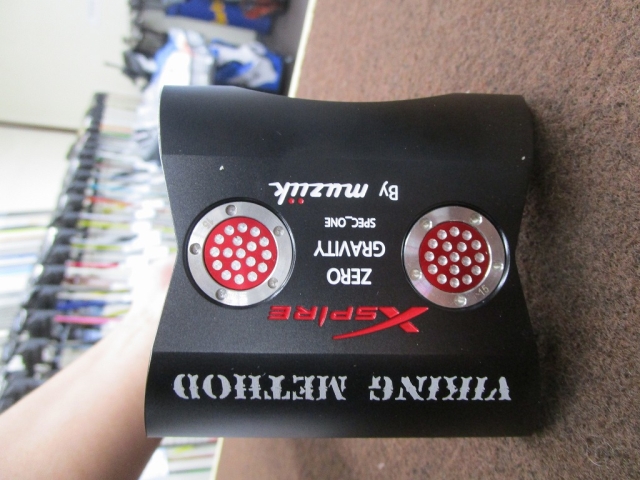 VIKING METHOD
XSPIRE
ZERO
GRAVITY
SPEC_ONE
By muziik